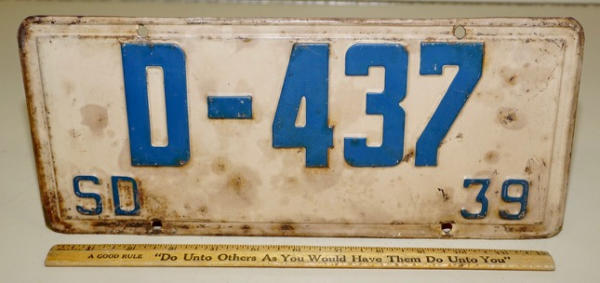 D-437
SD 39
A GOOD RULE "Do Unto Others As You Would Have Them Do Unto You"